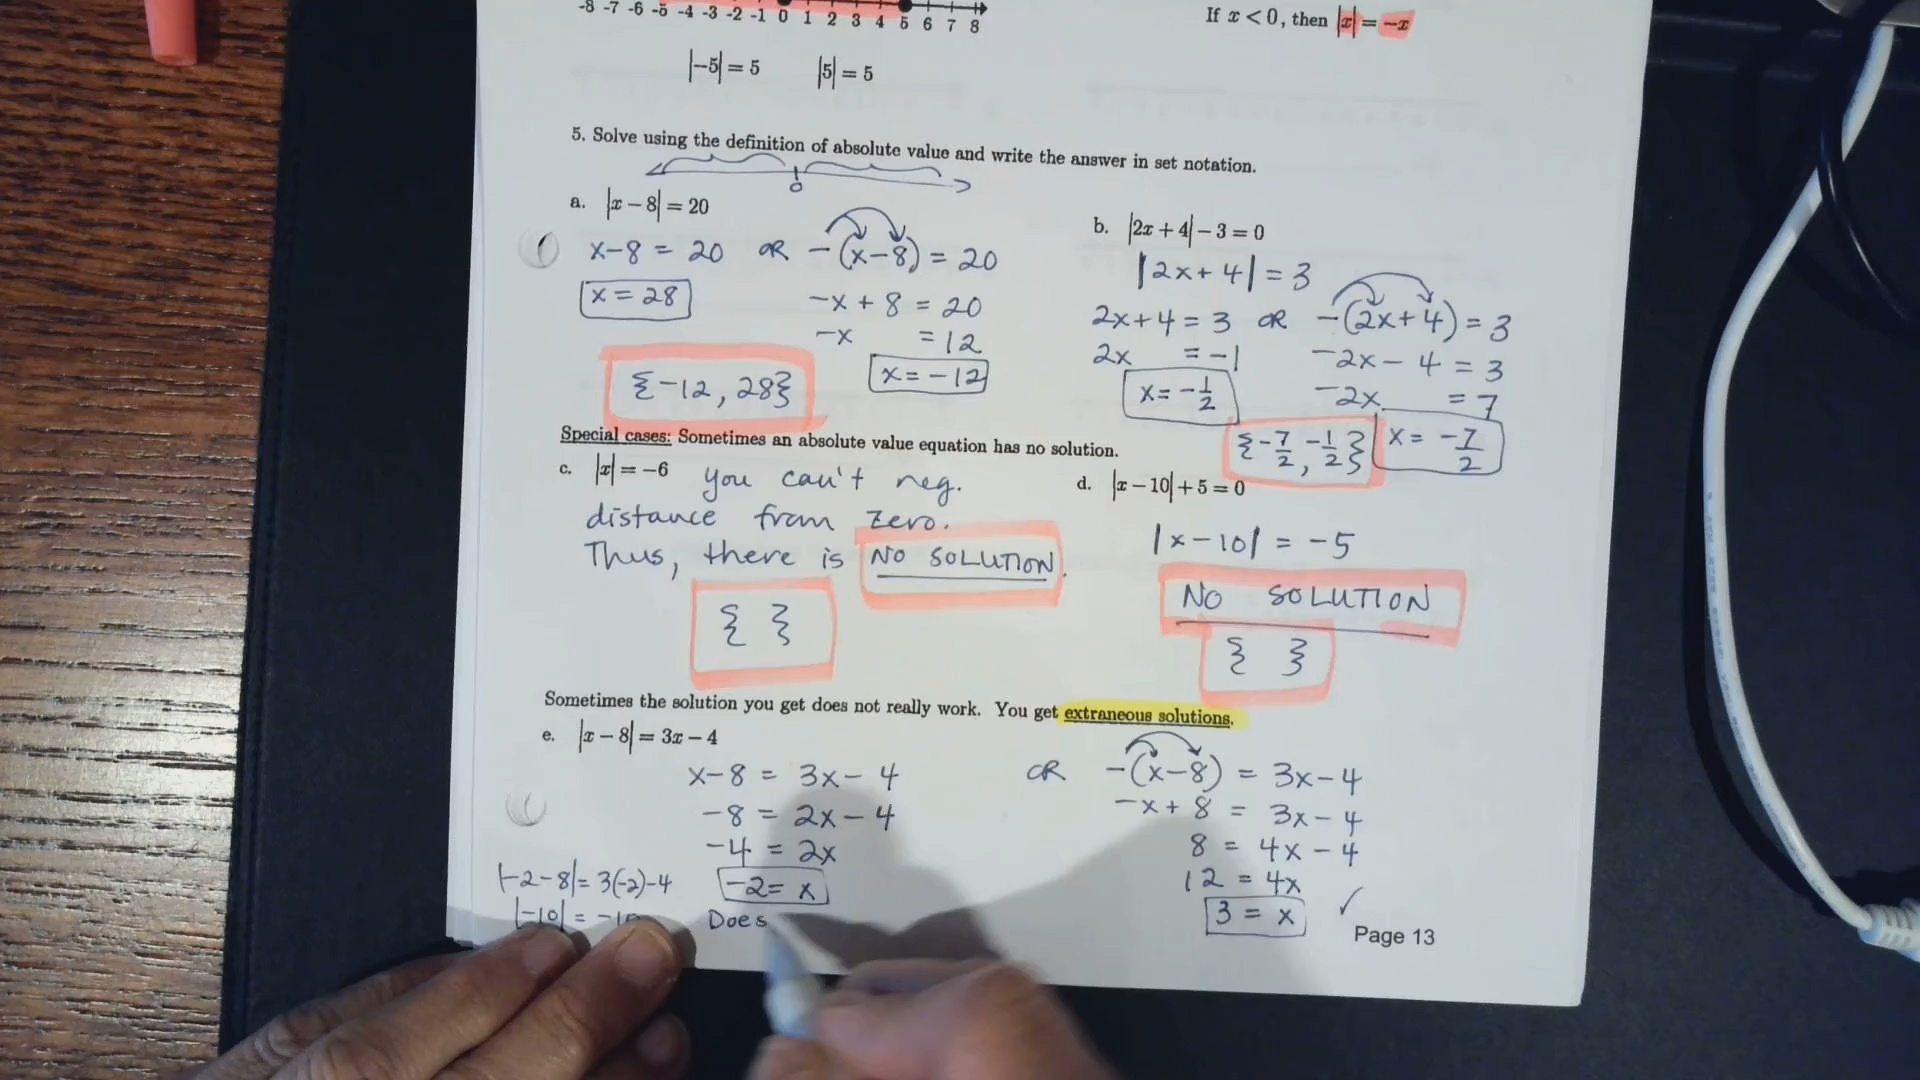 -8 -7 -6 -5 -4 -3 -2 -1 0 1 2 3 4 5 6 7 8
If x < 0, then |x| = -x
|-5| = 5 |5| = 5
5. Solve using the definition of absolute value and write the answer in set notation.
0
a. |x - 8| = 20
x-8 = 20 OR -(x-8) = 20
x = 28
-x + 8 = 20
-x = 12
x = -12
{-12, 28}
b. |2x + 4| - 3 = 0
|2x+4| = 3
2x+4 = 3 OR -(2x+4) = 3
2x = -1
x = -1/2
-2x - 4 = 3
-2x = 7
x = -7/2
{-7/2, -1/2}
Special cases: Sometimes an absolute value equation has no solution.
c. |x| = -6 you can't neg.
distance from zero.
Thus, there is NO SOLUTION.
{ }
d. |x - 10| + 5 = 0
|x-10| = -5
NO SOLUTION
{ }
Sometimes the solution you get does not really work. You get extraneous solutions.
e. |x - 8| = 3x - 4
x-8 = 3x-4
-8 = 2x-4
-4 = 2x
-2 = x
Does
|-2-8| = 3(-2)-4
|-10| =
OR -(x-8) = 3x-4
-x+8 = 3x-4
8 = 4x-4
12 = 4x
3 = x ✓
Page 13